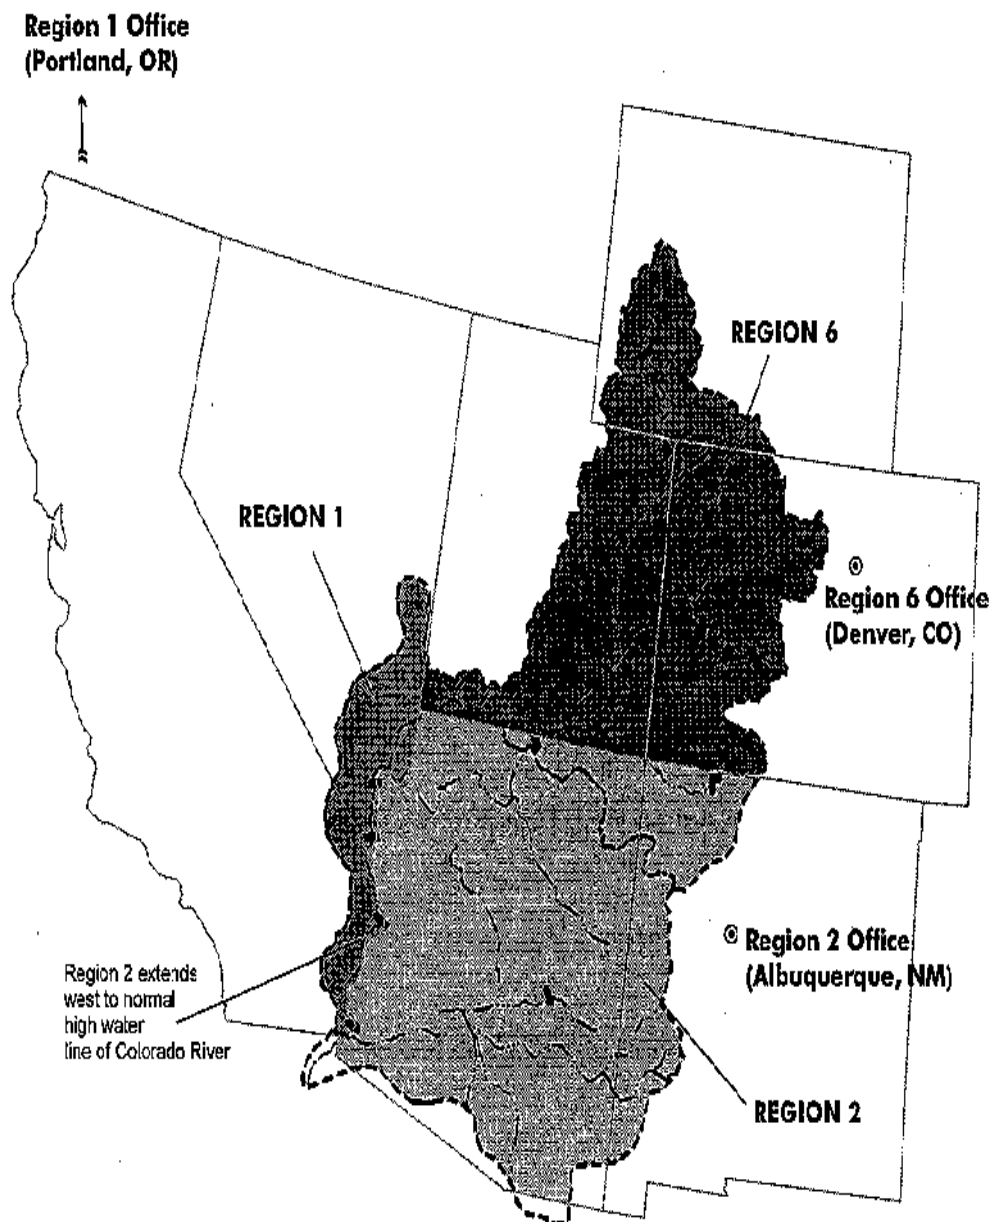 Region 1 Office
(Portland, OR)
REGION 6
REGION 1
Region 6 Office
(Denver, CO)
Region 2 Office
(Albuquerque, NM)
Region 2 extends
west to normal
high water
line of Colorado River
REGION 2